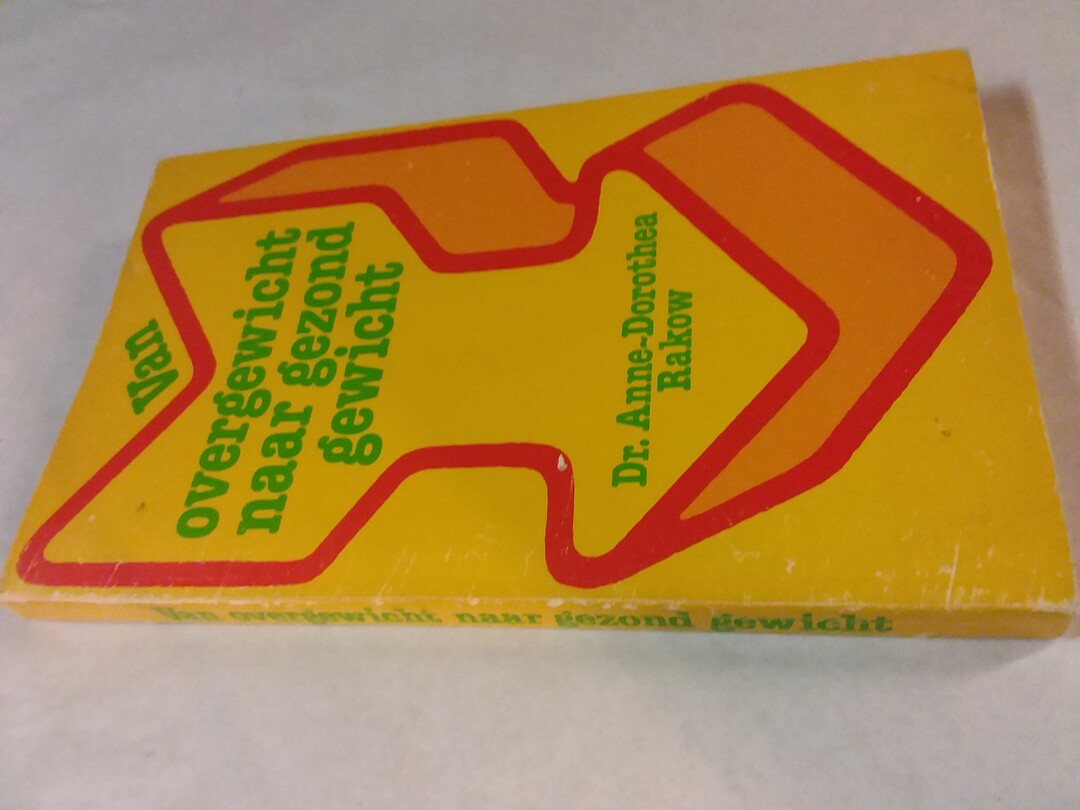 Van
overgewicht
naar gezond
gewicht
Dr. Anne-Dorothea
Rakow
Van overgewicht naar gezond gewicht